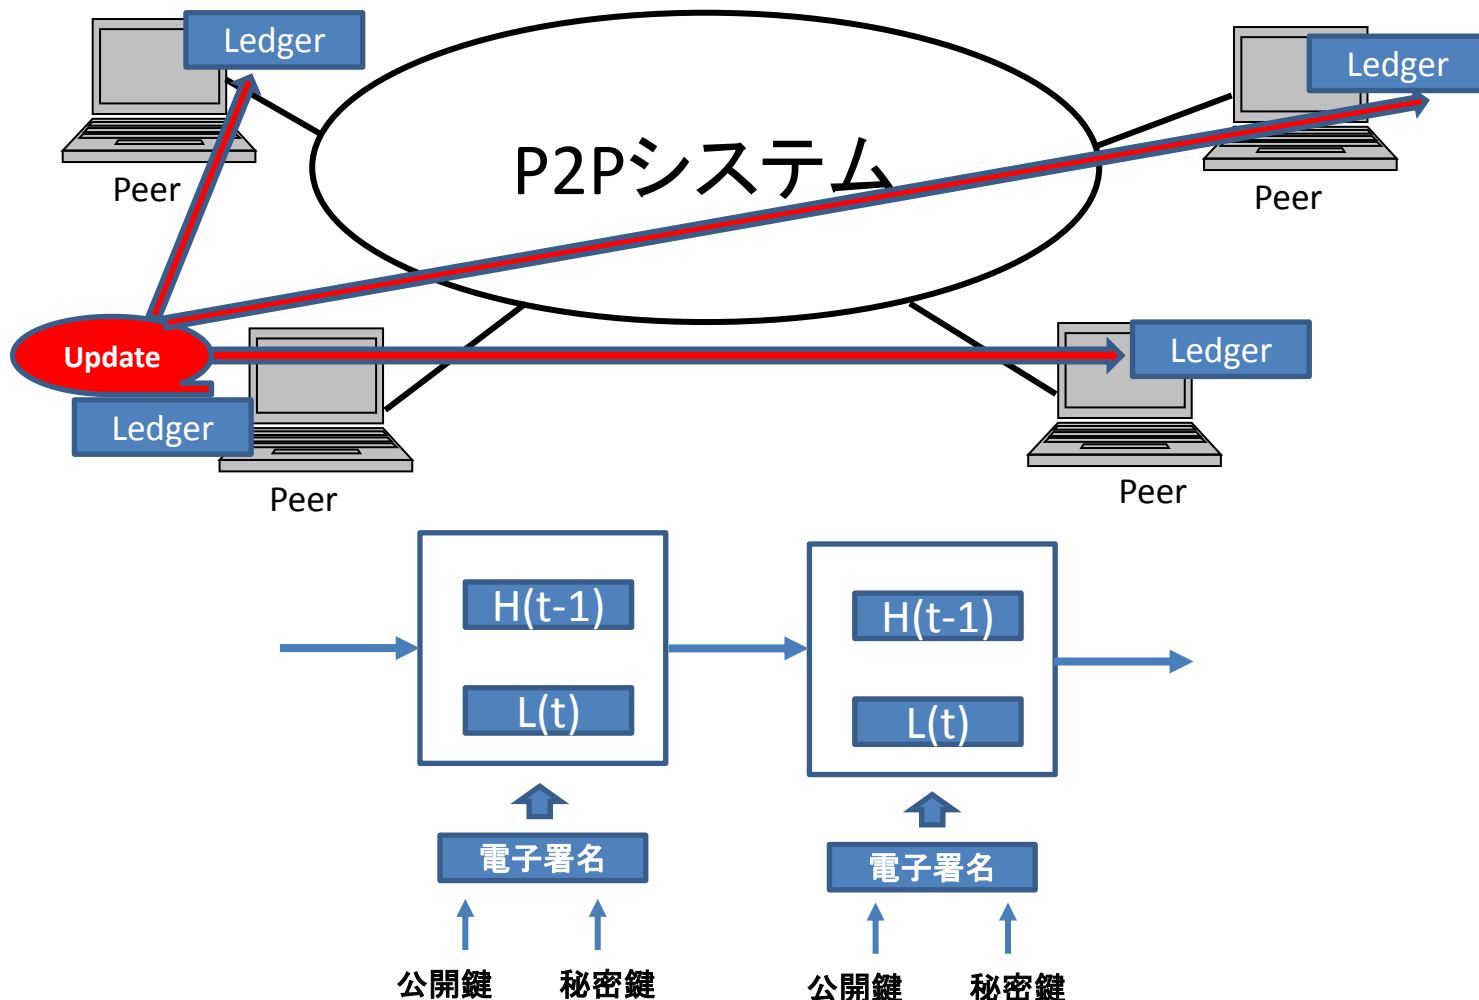 Ledger
Ledger
P2Pシステム
Peer
Peer
Update
Ledger
Ledger
Peer
Peer
H(t-1)
H(t-1)
L(t)
L(t)
電子署名
電子署名
公開鍵
秘密鍵
公開鍵
秘密鍵